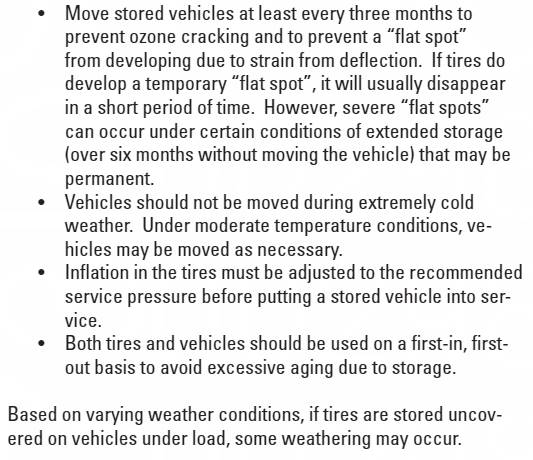 • Move stored vehicles at least every three months to
prevent ozone cracking and to prevent a “flat spot”
from developing due to strain from deflection.  If tires do
develop a temporary “flat spot”, it will usually disappear
in a short period of time.  However, severe “flat spots”
can occur under certain conditions of extended storage
(over six months without moving the vehicle) that may be
permanent.
• Vehicles should not be moved during extremely cold
weather.  Under moderate temperature conditions, ve-
hicles may be moved as necessary.
• Inflation in the tires must be adjusted to the recommended
service pressure before putting a stored vehicle into ser-
vice.
• Both tires and vehicles should be used on a first-in, first-
out basis to avoid excessive aging due to storage.
Based on varying weather conditions, if tires are stored uncov-
ered on vehicles under load, some weathering may occur.